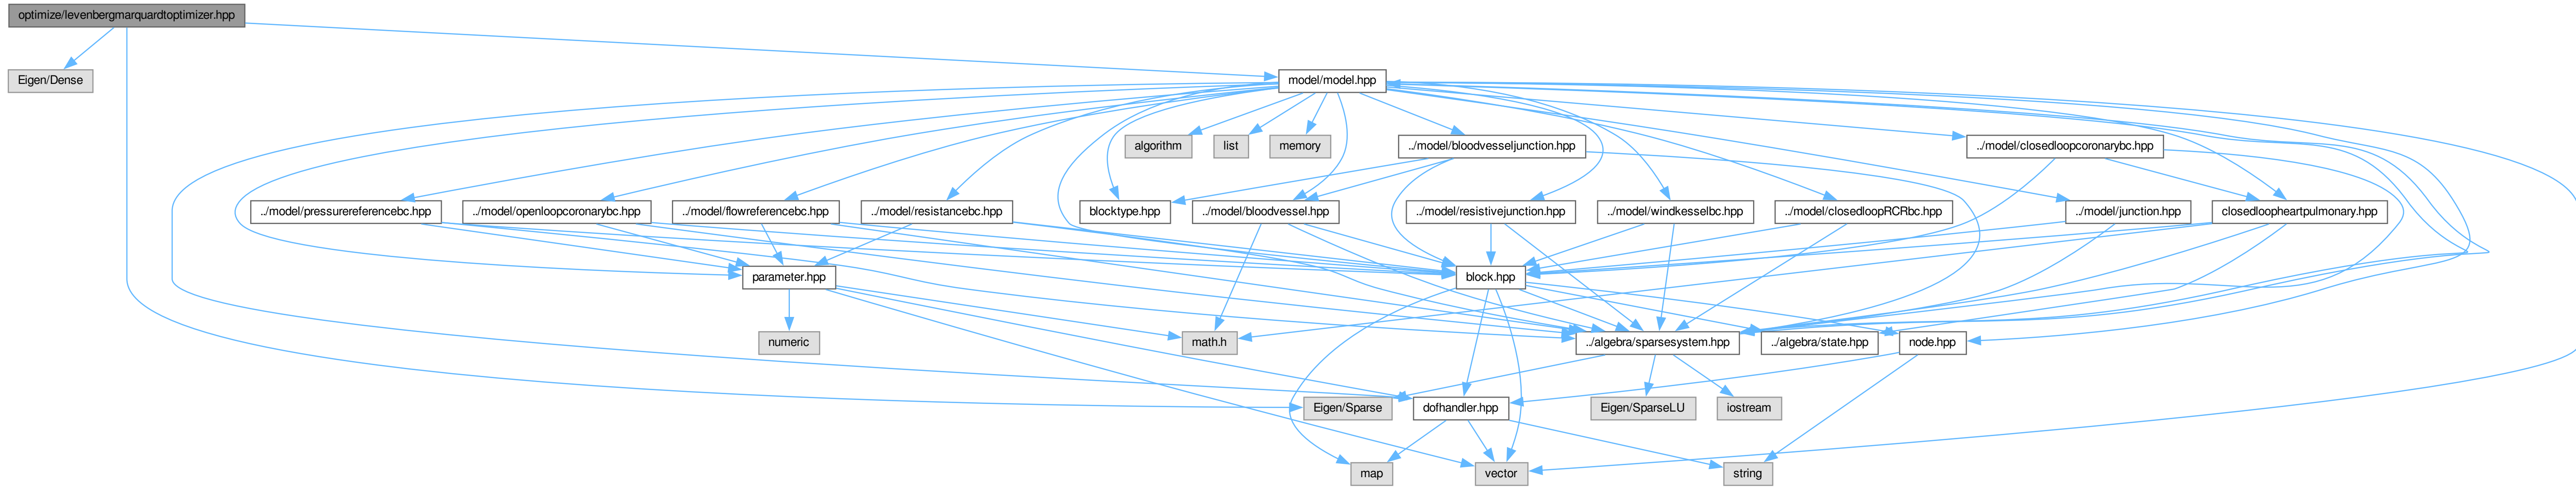 optimize/levenbergmarquardtoptimizer.hpp
Eigen/Dense
model/model.hpp
algorithm
list
memory
../model/bloodvesseljunction.hpp
../model/closedloopcoronarybc.hpp
../model/pressurereferencebc.hpp
../model/openloopcoronarybc.hpp
../model/flowreferencebc.hpp
../model/resistancebc.hpp
blocktype.hpp
../model/bloodvessel.hpp
../model/resistivejunction.hpp
../model/windkesselbc.hpp
../model/closedloopRCRbc.hpp
../model/junction.hpp
closedloopheartpulmonary.hpp
parameter.hpp
block.hpp
numeric
math.h
../algebra/sparsesystem.hpp
../algebra/state.hpp
node.hpp
Eigen/Sparse
dofhandler.hpp
Eigen/SparseLU
iostream
map
vector
string